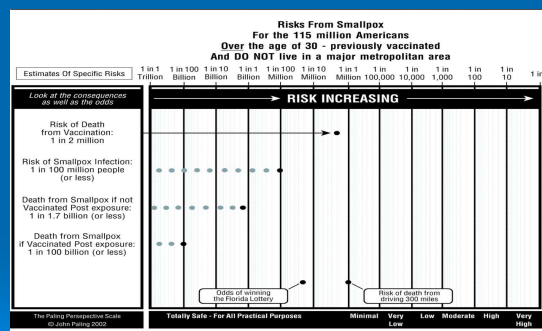 Risks From Smallpox
For the 115 million Americans
Over the age of 30 - previously vaccinated
And DO NOT live in a major metropolitan area
Estimates Of Specific Risks
1 in 1 Trillion
1 in 100 Billion
1 in 10 Billion
1 in 1 Billion
1 in 100 Million
1 in 10 Million
1 in 1 Million
1 in 100,000
1 in 10,000
1 in 1,000
1 in 100
1 in 10
1 in
Look at the consequences
as well as the odds
RISK INCREASING
Risk of Death
from Vaccination:
1 in 2 million
Risk of Smallpox Infection:
1 in 100 million people
(or less)
Death from Smallpox if not
Vaccinated Post exposure:
1 in 1.7 billion (or less)
Death from Smallpox
if Vaccinated Post exposure:
1 in 100 billion (or less)
Odds of winning
the Florida Lottery
Risk of death from
driving 300 miles
The Paling Persepective Scale
© John Paling 2002
Totally Safe - For All Practical Purposes
Minimal
Very Low
Low
Moderate
High
Very High